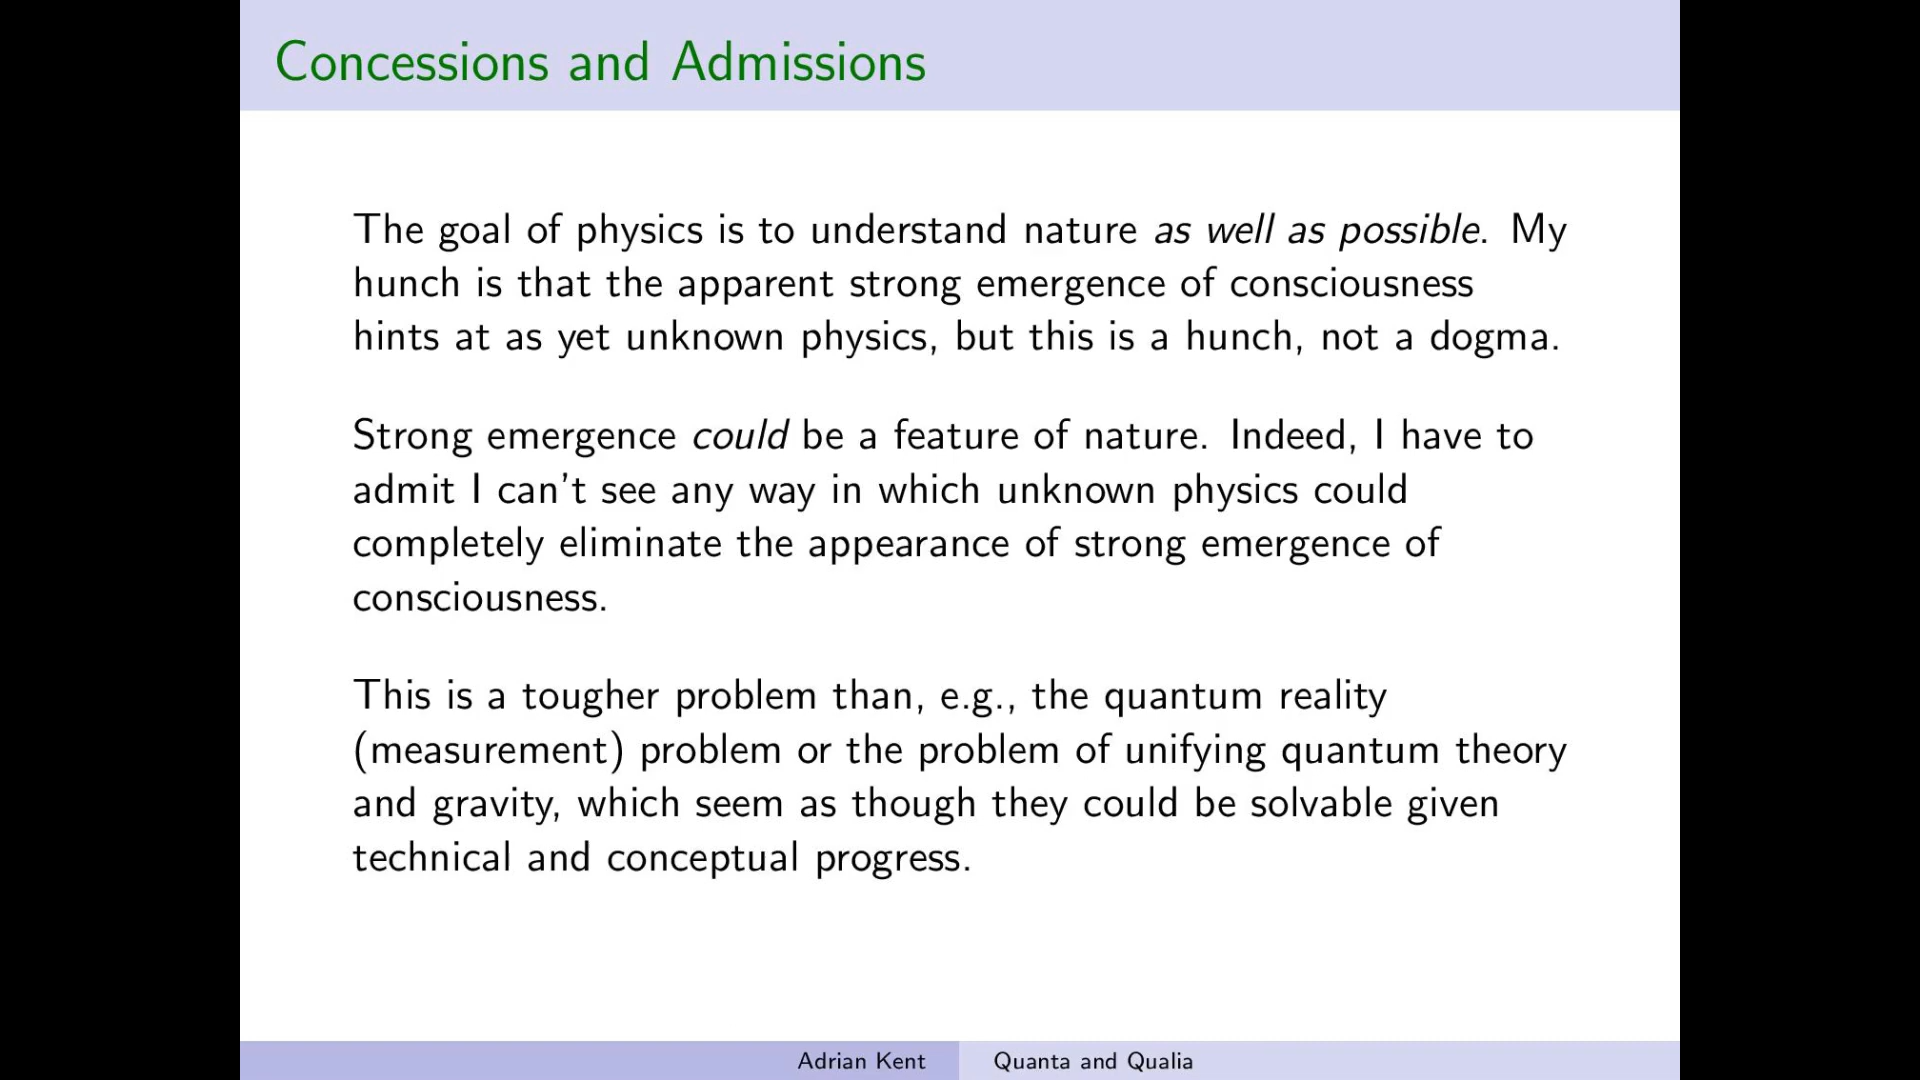 Concessions and Admissions
The goal of physics is to understand nature as well as possible. My
hunch is that the apparent strong emergence of consciousness
hints at as yet unknown physics, but this is a hunch, not a dogma.
Strong emergence could be a feature of nature. Indeed, I have to
admit I can't see any way in which unknown physics could
completely eliminate the appearance of strong emergence of
consciousness.
This is a tougher problem than, e.g., the quantum reality
(measurement) problem or the problem of unifying quantum theory
and gravity, which seem as though they could be solvable given
technical and conceptual progress.
Adrian Kent Quanta and Qualia